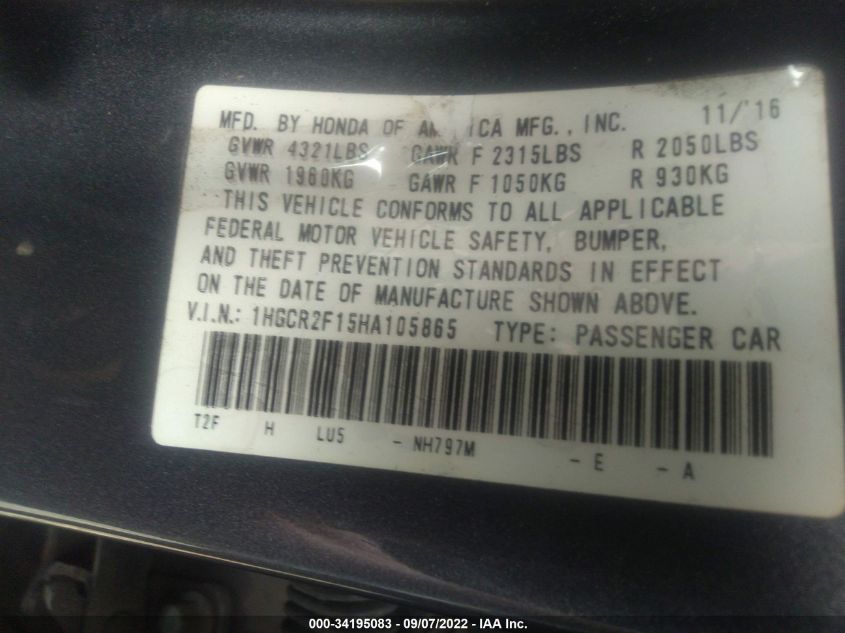 MFD. BY HONDA OF AMERICA MFG., INC. 11/'16
GVWR 4321LBS GAWR F 2315LBS R 2050LBS
GVWR 1960KG GAWR F 1050KG R 930KG
THIS VEHICLE CONFORMS TO ALL APPLICABLE
FEDERAL MOTOR VEHICLE SAFETY, BUMPER,
AND THEFT PREVENTION STANDARDS IN EFFECT
ON THE DATE OF MANUFACTURE SHOWN ABOVE.
V.I.N.: 1HGCR2F15HA105865 TYPE: PASSENGER CAR
T2F H LU5 - NH797M - E - A
000-34195083 - 09/07/2022 - IAA Inc.